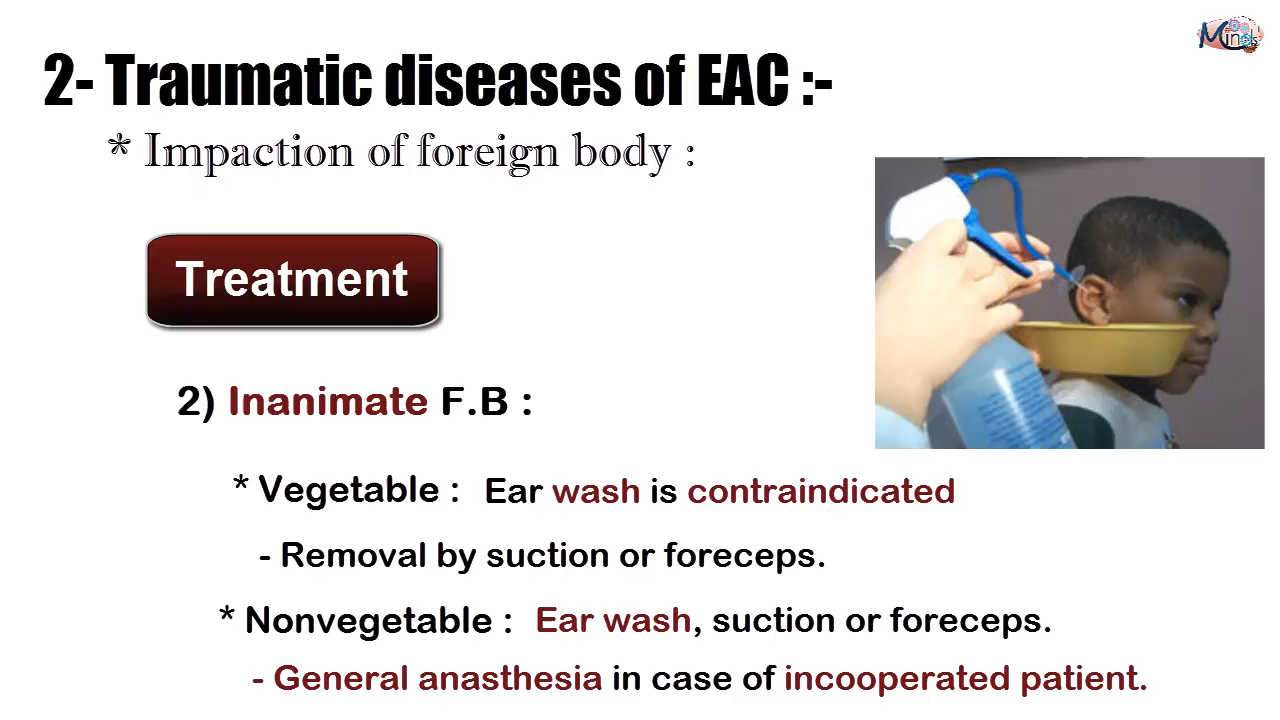 Minds
2- Traumatic diseases of EAC :-
* Impaction of foreign body :
Treatment
2) Inanimate F.B :
* Vegetable : Ear wash is contraindicated
- Removal by suction or foreceps.
* Nonvegetable : Ear wash, suction or foreceps.
- General anasthesia in case of incooperated patient.